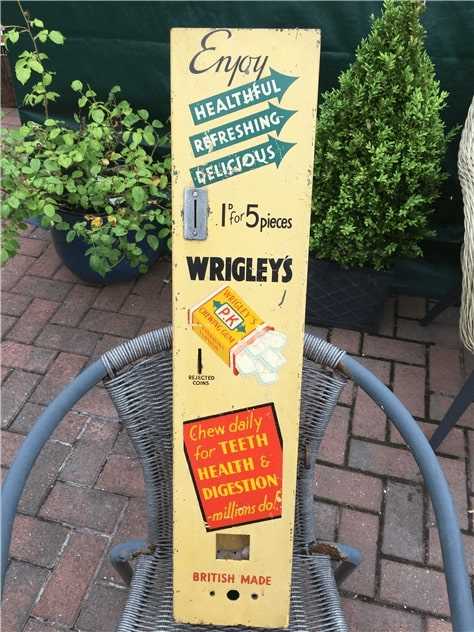 Enjoy
HEALTHFUL
REFRESHING
DELICIOUS
1D for 5 pieces
WRIGLEY'S
WRIGLEY'S
P.K
CHEWING GUM
REJECTED
COINS
Chew daily
for TEETH
HEALTH &
DIGESTION
-millions do!
BRITISH MADE